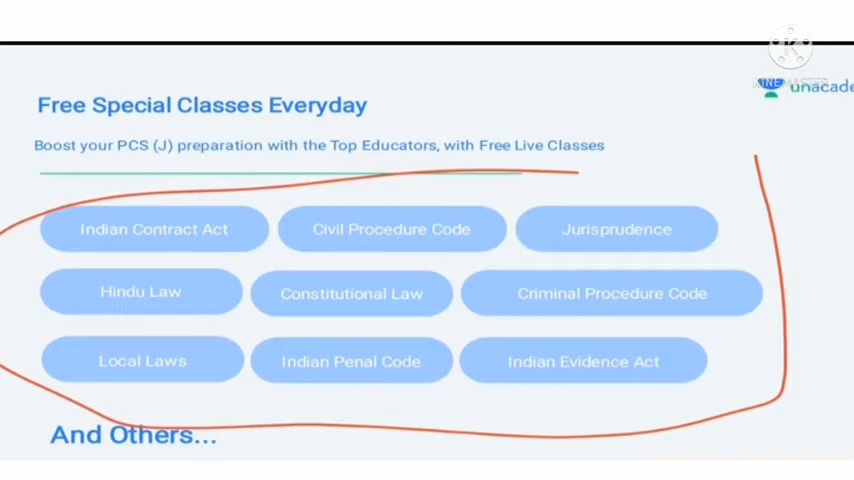 KINEMASTER
unacade
Free Special Classes Everyday
Boost your PCS (J) preparation with the Top Educators, with Free Live Classes
Indian Contract Act
Civil Procedure Code
Jurisprudence
Hindu Law
Constitutional Law
Criminal Procedure Code
Local Laws
Indian Penal Code
Indian Evidence Act
And Others...